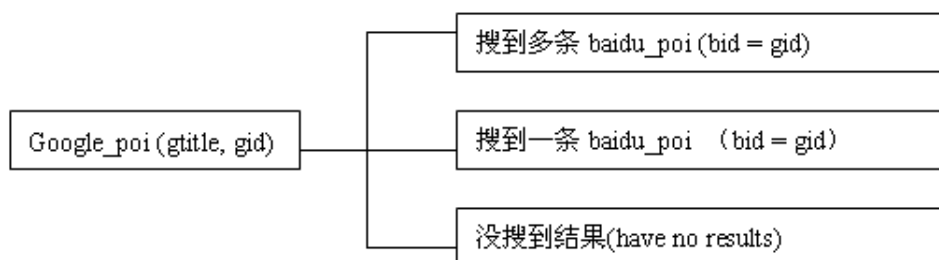 搜到多条 baidu_poi (bid = gid)
Google_poi (gtitle, gid)
搜到一条 baidu_poi （bid = gid）
没搜到结果(have no results)